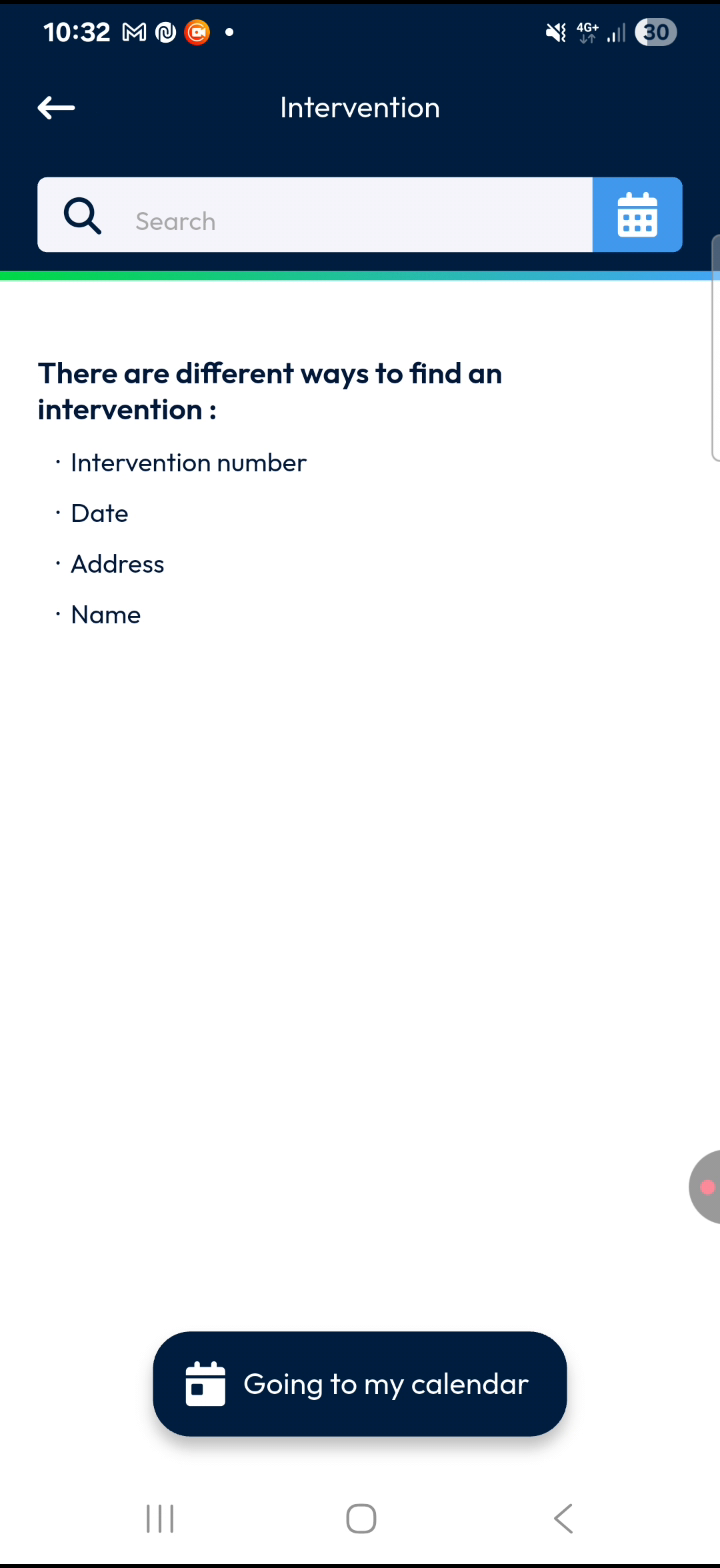 10:32
4G+
30
Intervention
Search
There are different ways to find an
intervention :
· Intervention number
· Date
· Address
· Name
Going to my calendar